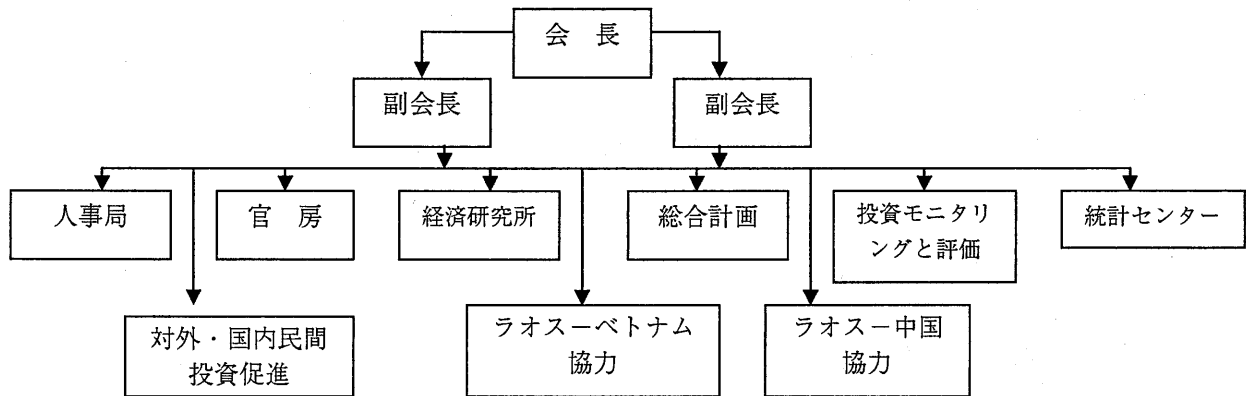 会　長
副会長
副会長
人事局
官　房
経済研究所
総合計画
投資モニタリ
ングと評価
統計センター
対外・国内民間
投資促進
ラオス－ベトナム
協力
ラオス－中国
協力